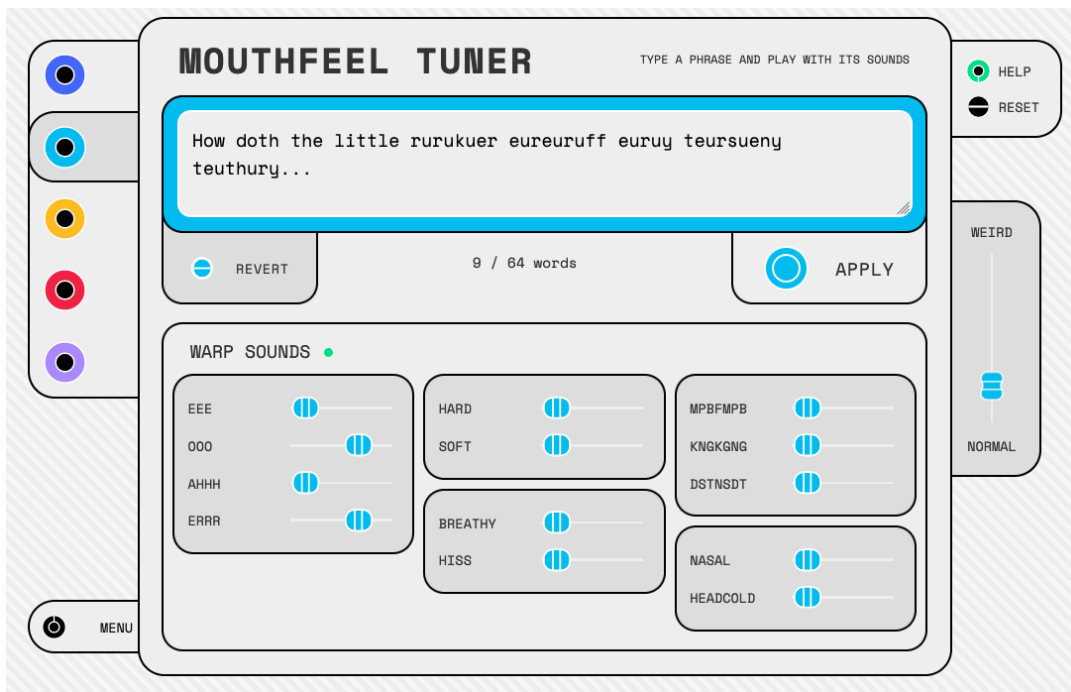 MOUTHFEEL TUNER
TYPE A PHRASE AND PLAY WITH ITS SOUNDS
HELP
RESET
How doth the little rurukuer eureuruff euruy teursueny
teuthury...
REVERT
9 / 64 words
APPLY
WEIRD
NORMAL
WARP SOUNDS
EEE
OOO
AHHH
ERRR
HARD
SOFT
BREATHY
HISS
MPBFMPB
KNGKGNG
DSTNSDT
NASAL
HEADCOLD
MENU